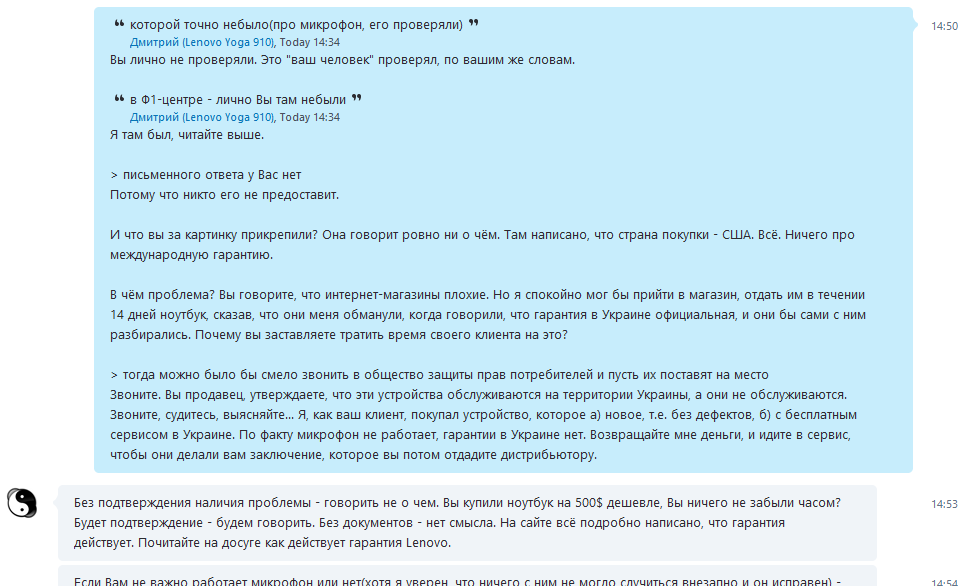 ❝ которой точно небыло(про микрофон, его проверяли) ❞
14:50
Дмитрий (Lenovo Yoga 910), Today 14:34
Вы лично не проверяли. Это "ваш человек" проверял, по вашим же словам.
❝ в Ф1-центре - лично Вы там небыли ❞
Дмитрий (Lenovo Yoga 910), Today 14:34
Я там был, читайте выше.
> письменного ответа у Вас нет
Потому что никто его не предоставит.
И что вы за картинку прикрепили? Она говорит ровно ни о чём. Там написано, что страна покупки - США. Всё. Ничего про
международную гарантию.
В чём проблема? Вы говорите, что интернет-магазины плохие. Но я спокойно мог бы прийти в магазин, отдать им в течении
14 дней ноутбук, сказав, что они меня обманули, когда говорили, что гарантия в Украине официальная, и они бы сами с ним
разбирались. Почему вы заставляете тратить время своего клиента на это?
> тогда можно было бы смело звонить в общество защиты прав потребителей и пусть их поставят на место
Звоните. Вы продавец, утверждаете, что эти устройства обслуживаются на территории Украины, а они не обслуживаются.
Звоните, судитесь, выясняйте... Я, как ваш клиент, покупал устройство, которое а) новое, т.е. без дефектов, б) с бесплатным
сервисом в Украине. По факту микрофон не работает, гарантии в Украине нет. Возвращайте мне деньги, и идите в сервис,
чтобы они делали вам заключение, которое вы потом отдадите дистрибьютору.
Без подтверждения наличия проблемы - говорить не о чем. Вы купили ноутбук на 500$ дешевле, Вы ничего не забыли часом?
14:53
Будет подтверждение - будем говорить. Без документов - нет смысла. На сайте всё подробно написано, что гарантия
действует. Почитайте на досуге как действует гарантия Lenovo.
Если Вам не важно работает микрофон или нет(хотя я уверен, что ничего с ним не могло случиться внезапно и он исправен) -
14:54